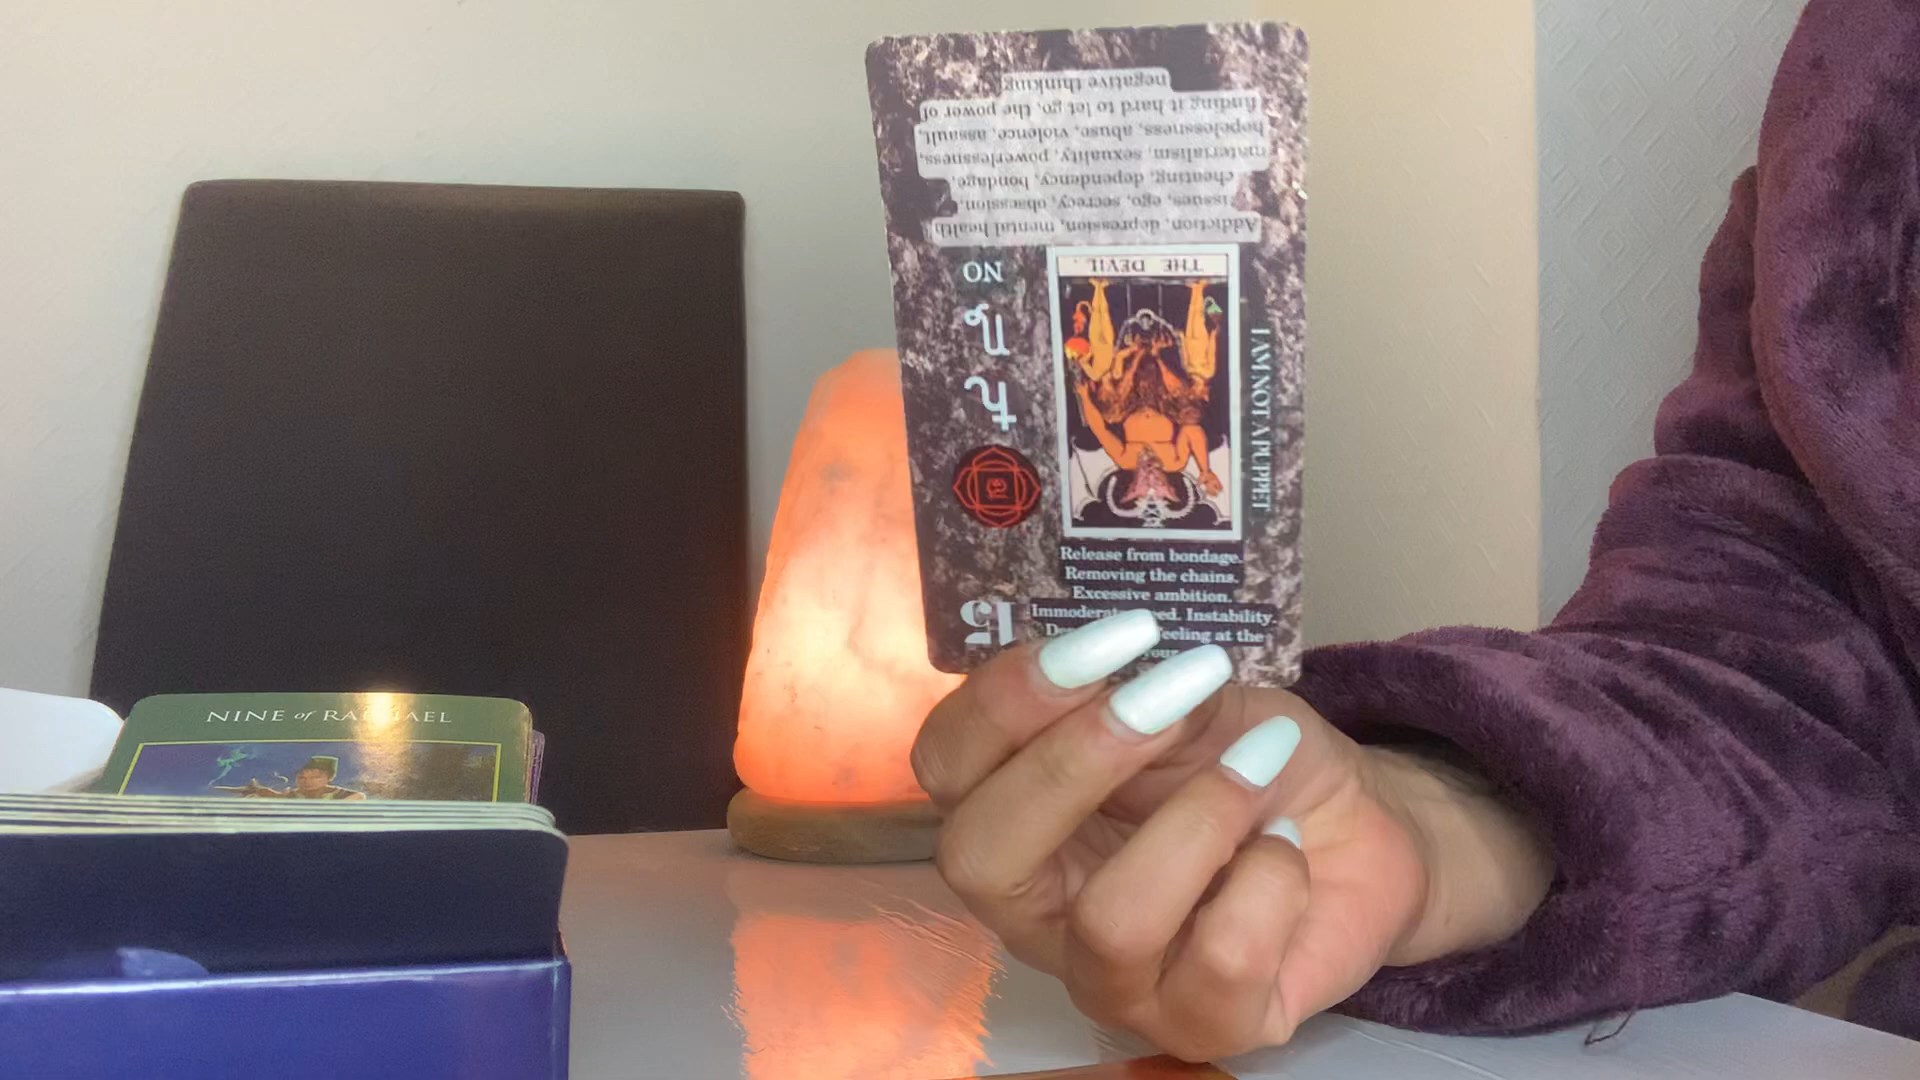 Addiction, depression, mental health
issues, ego, secrecy, obsession,
cheating, dependency, bondage,
materialism, sexuality, powerlessness,
hopelessness, abuse, violence, assault,
finding it hard to let go, the power of
negative thinking
NO
THE DEVIL.
I AM NOT A PUPPET
Release from bondage.
Removing the chains.
Excessive ambition.
Instability.
feeling at the
your
15
NINE of RAPHAEL